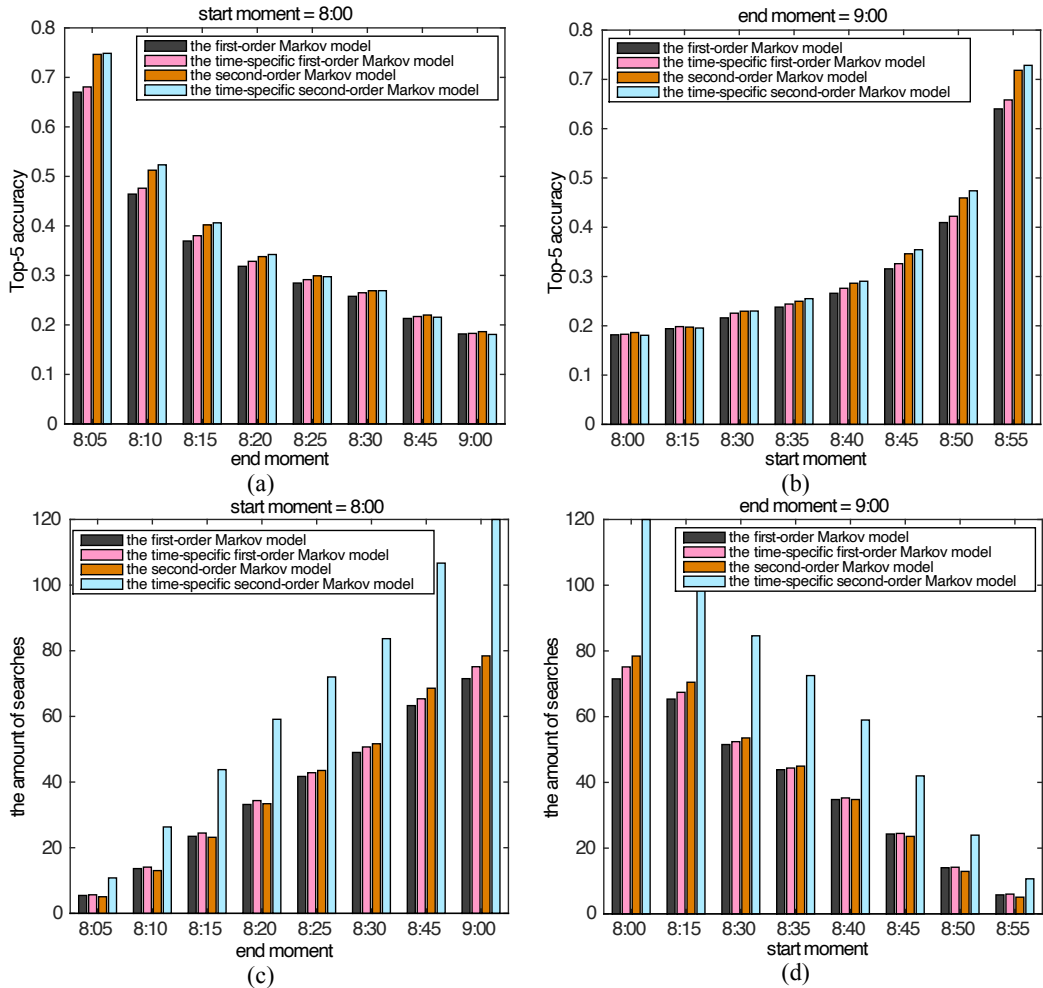 start moment = 8:00
0.8
0.7
0.6
0.5
0.4
0.3
0.2
0.1
0
Top-5 accuracy
the first-order Markov model
the time-specific first-order Markov model
the second-order Markov model
the time-specific second-order Markov model
8:05 8:10 8:15 8:20 8:25 8:30 8:45 9:00
end moment
(a)
end moment = 9:00
0.8
0.7
0.6
0.5
0.4
0.3
0.2
0.1
0
Top-5 accuracy
the first-order Markov model
the time-specific first-order Markov model
the second-order Markov model
the time-specific second-order Markov model
8:00 8:15 8:30 8:35 8:40 8:45 8:50 8:55
start moment
(b)
start moment = 8:00
120
100
80
60
40
20
0
the amount of searches
the first-order Markov model
the time-specific first-order Markov model
the second-order Markov model
the time-specific second-order Markov model
8:05 8:10 8:15 8:20 8:25 8:30 8:45 9:00
end moment
(c)
end moment = 9:00
120
100
80
60
40
20
0
the amount of searches
the first-order Markov model
the time-specific first-order Markov model
the second-order Markov model
the time-specific second-order Markov model
8:00 8:15 8:30 8:35 8:40 8:45 8:50 8:55
start moment
(d)